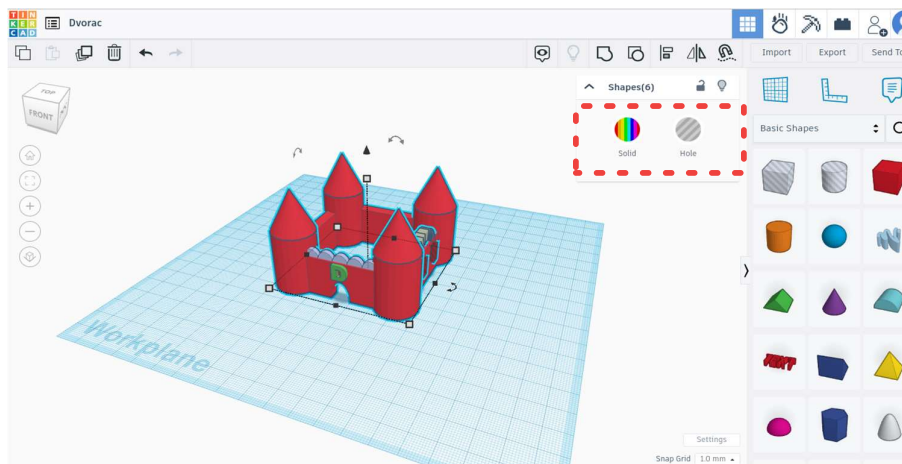 TIN
KER
CAD
Dvorac
Import
Export
Send To
Shapes(6)
Solid
Hole
Basic Shapes
TOP
FRONT
D
Workplane
TEXT
Settings
Snap Grid 1.0 mm